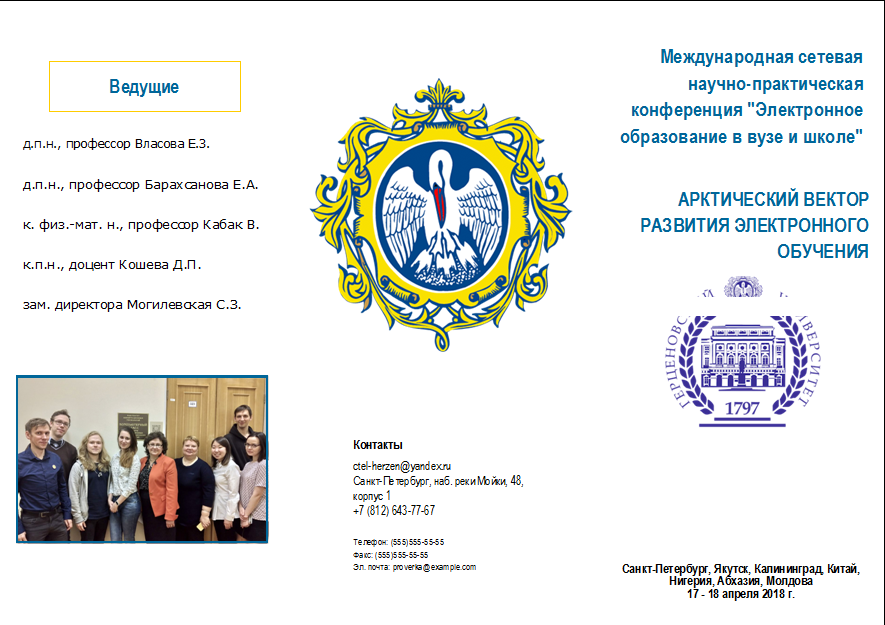 Ведущие
д.п.н., профессор Власова Е.З.
д.п.н., профессор Барахсанова Е.А.
к. физ.-мат. н., профессор Кабак В.
к.п.н., доцент Кошева Д.П.
зам. директора Могилевская С.З.
Контакты
ctel-herzen@yandex.ru
Санкт-Петербург, наб. реки Мойки, 48,
корпус 1
+7 (812) 643-77-67
Телефон: (555)555-55-55
Факс: (555)555-55-55
Эл. почта: proverka@example.com
Международная сетевая
научно-практическая
конференция "Электронное
образование в вузе и школе"
АРКТИЧЕСКИЙ ВЕКТОР
РАЗВИТИЯ ЭЛЕКТРОННОГО
ОБУЧЕНИЯ
1797
Санкт-Петербург, Якутск, Калининград, Китай,
Нигерия, Абхазия, Молдова
17 - 18 апреля 2018 г.